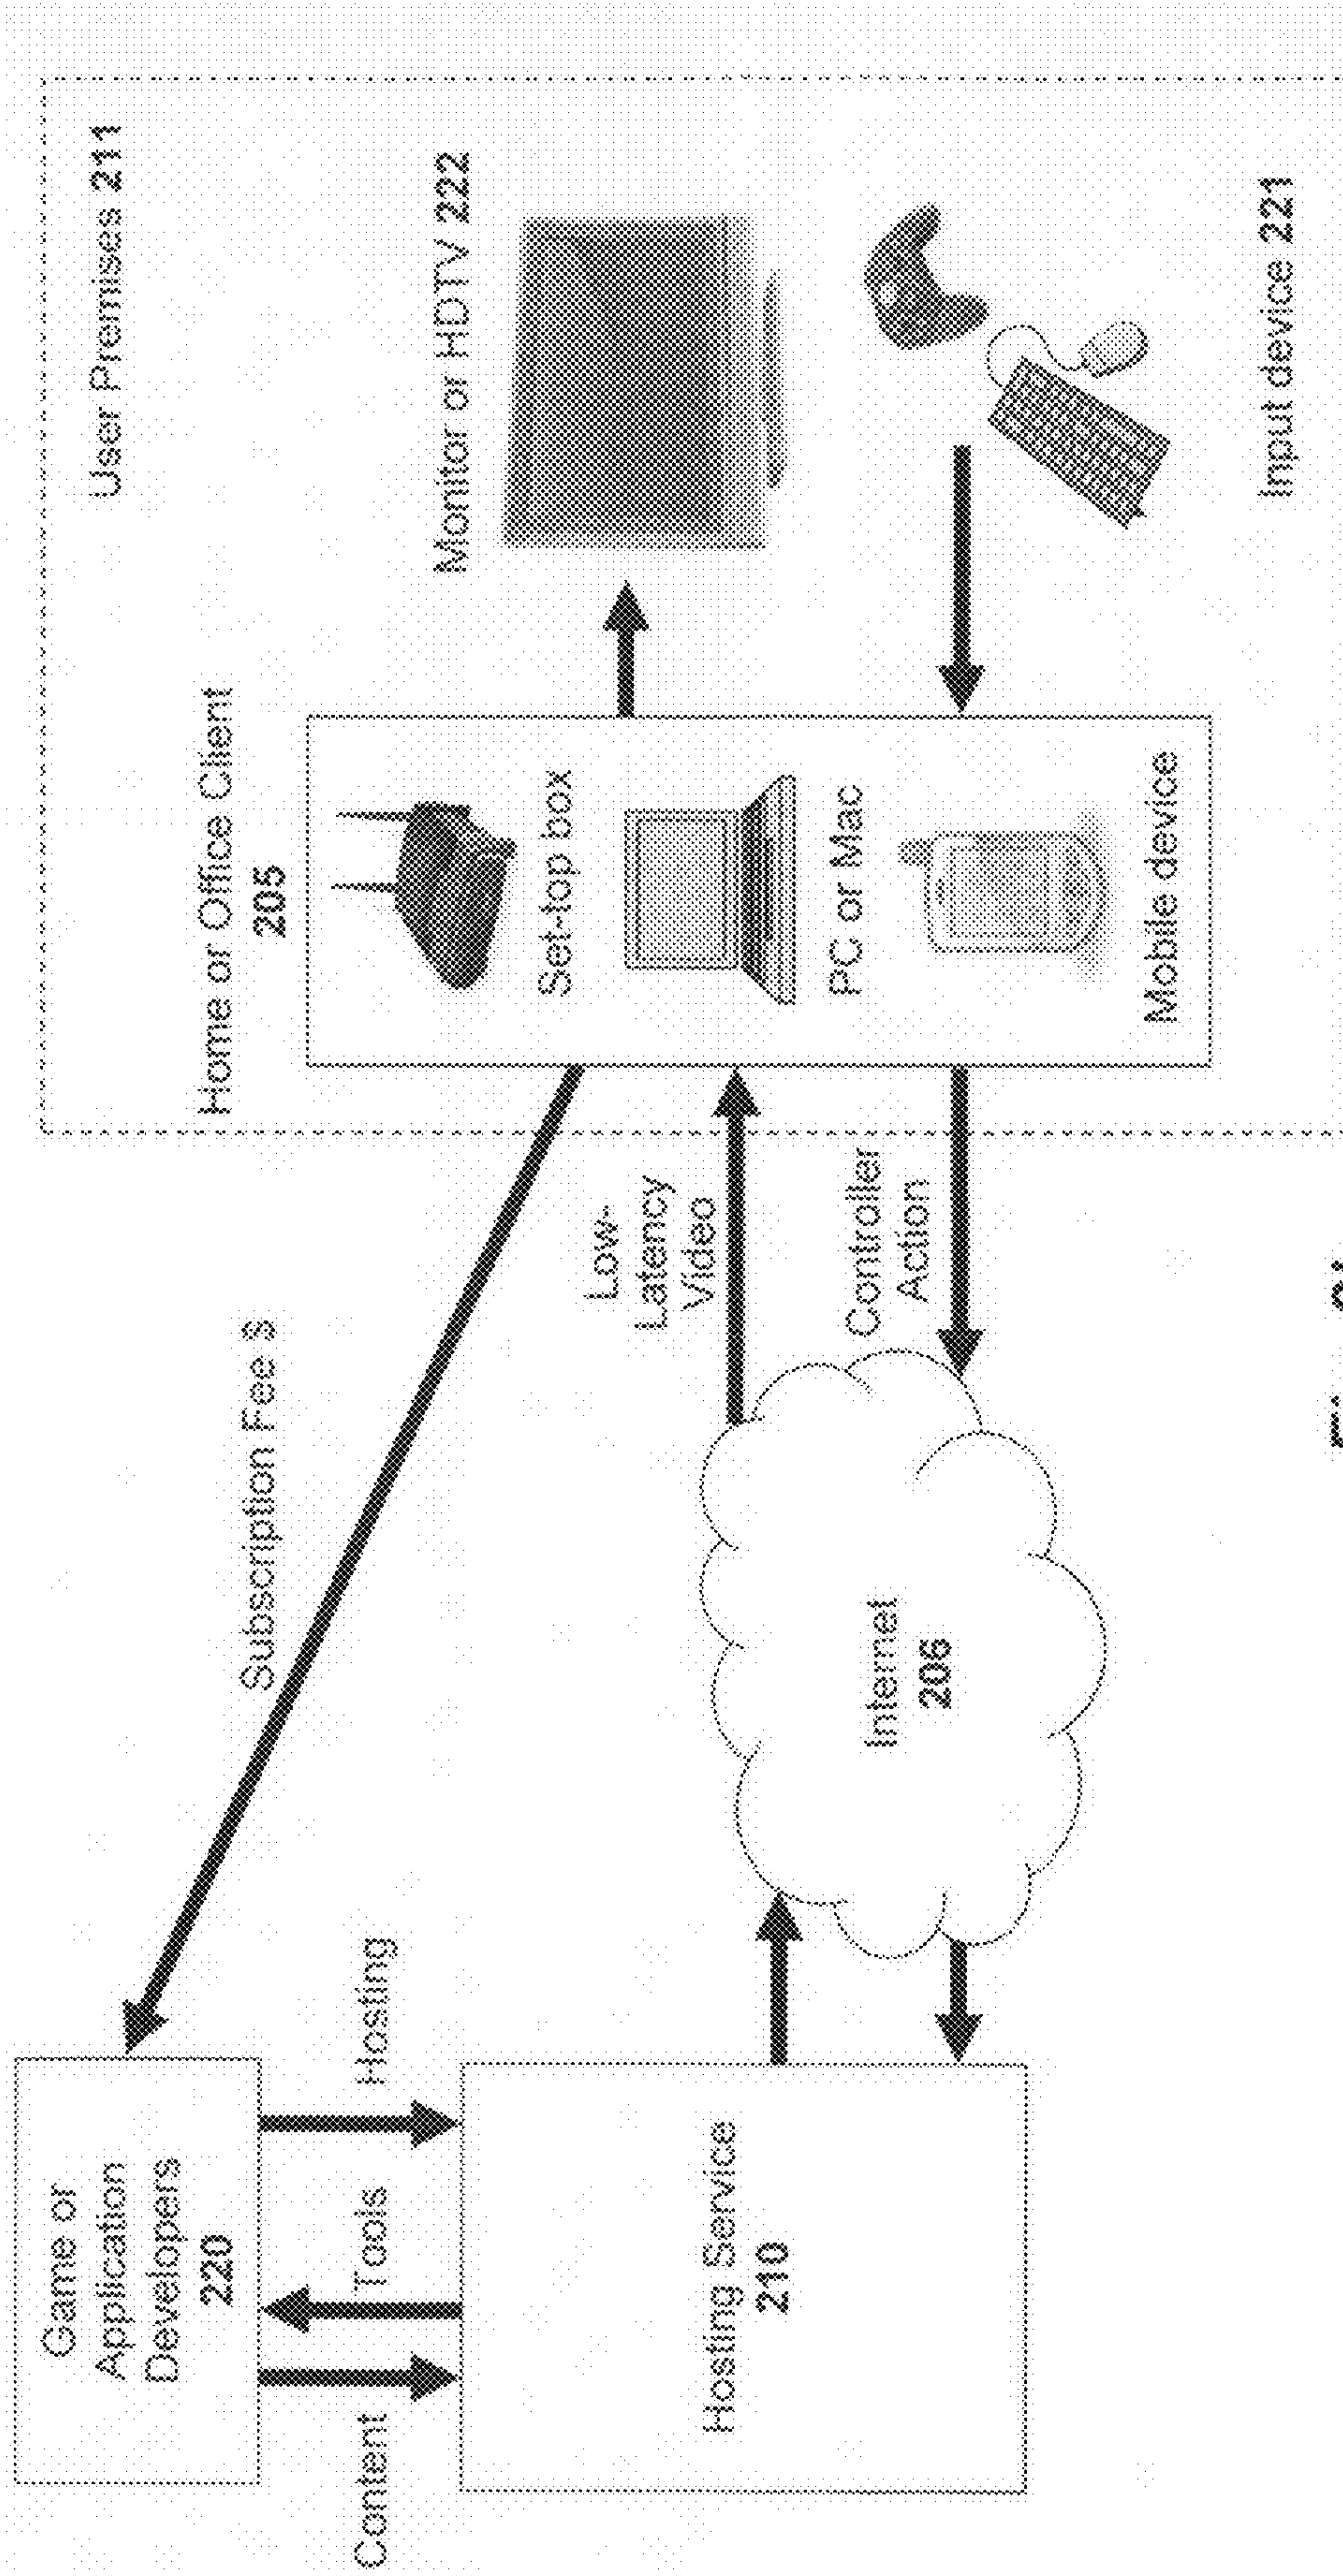 Game or
Application
Developers
220
Content
Tools
Hosting
Hosting Service
210
Subscription Fee $
Internet
206
Low-
Latency
Video
Controller
Action
User Premises 211
Home or Office Client
205
Set-top box
PC or Mac
Mobile device
Monitor or HDTV 222
Input device 221